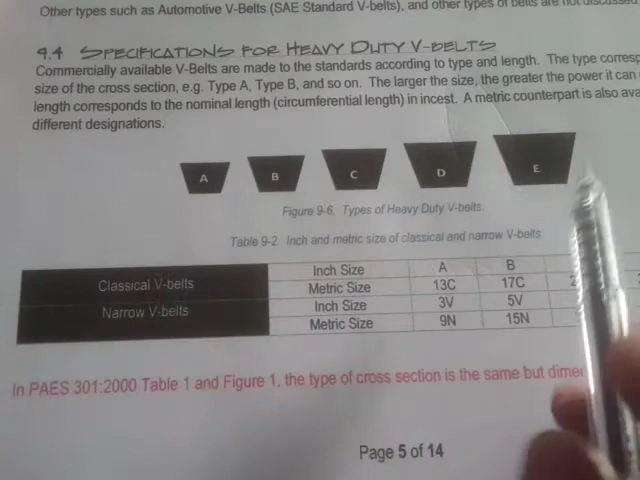 Other types such as Automotive V-Belts (SAE Standard V-belts), and other types of belts are not discussed
9.4 SPECIFICATIONS FOR HEAVY DUTY V-BELTS
Commercially available V-Belts are made to the standards according to type and length. The type
size of the cross section, e.g. Type A, Type B, and so on. The larger the size, the greater the power it can
length corresponds to the nominal length (circumferential length) in incest. A metric counterpart is also
different designations.
A B C D E
Figure 9-6. Types of Heavy Duty V-belts.
Table 9-2. Inch and metric size of classical and narrow V-belts
Classical V-belts Inch Size A B
Metric Size 13C 17C 2
Narrow V-belts Inch Size 3V 5V
Metric Size 9N 15N
In PAES 301:2000 Table 1 and Figure 1, the type of cross section is the same but
Page 5 of 14